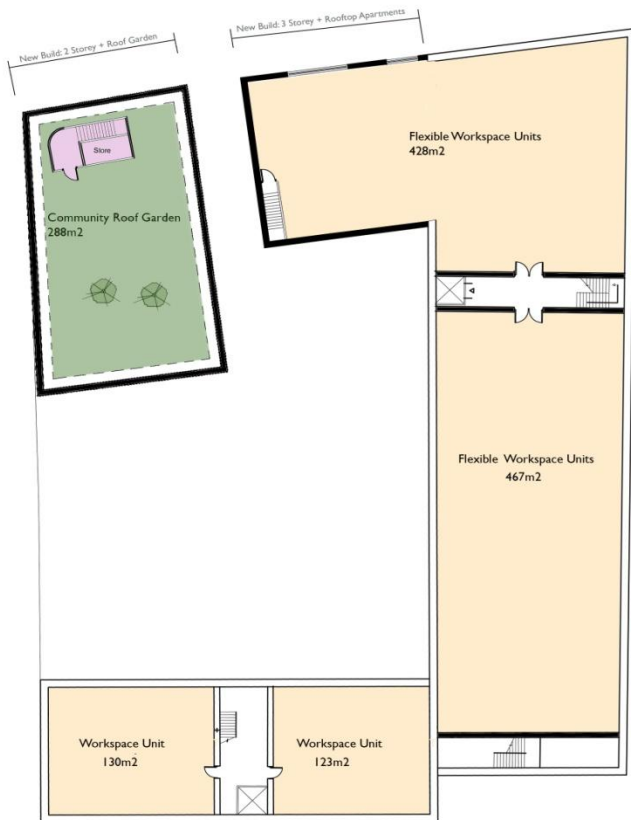 New Build: 2 Storey + Roof Garden
New Build: 3 Storey + Rooftop Apartments
Flexible Workspace Units
428m2
Store
Community Roof Garden
288m2
Flexible Workspace Units
467m2
Workspace Unit
130m2
Workspace Unit
123m2